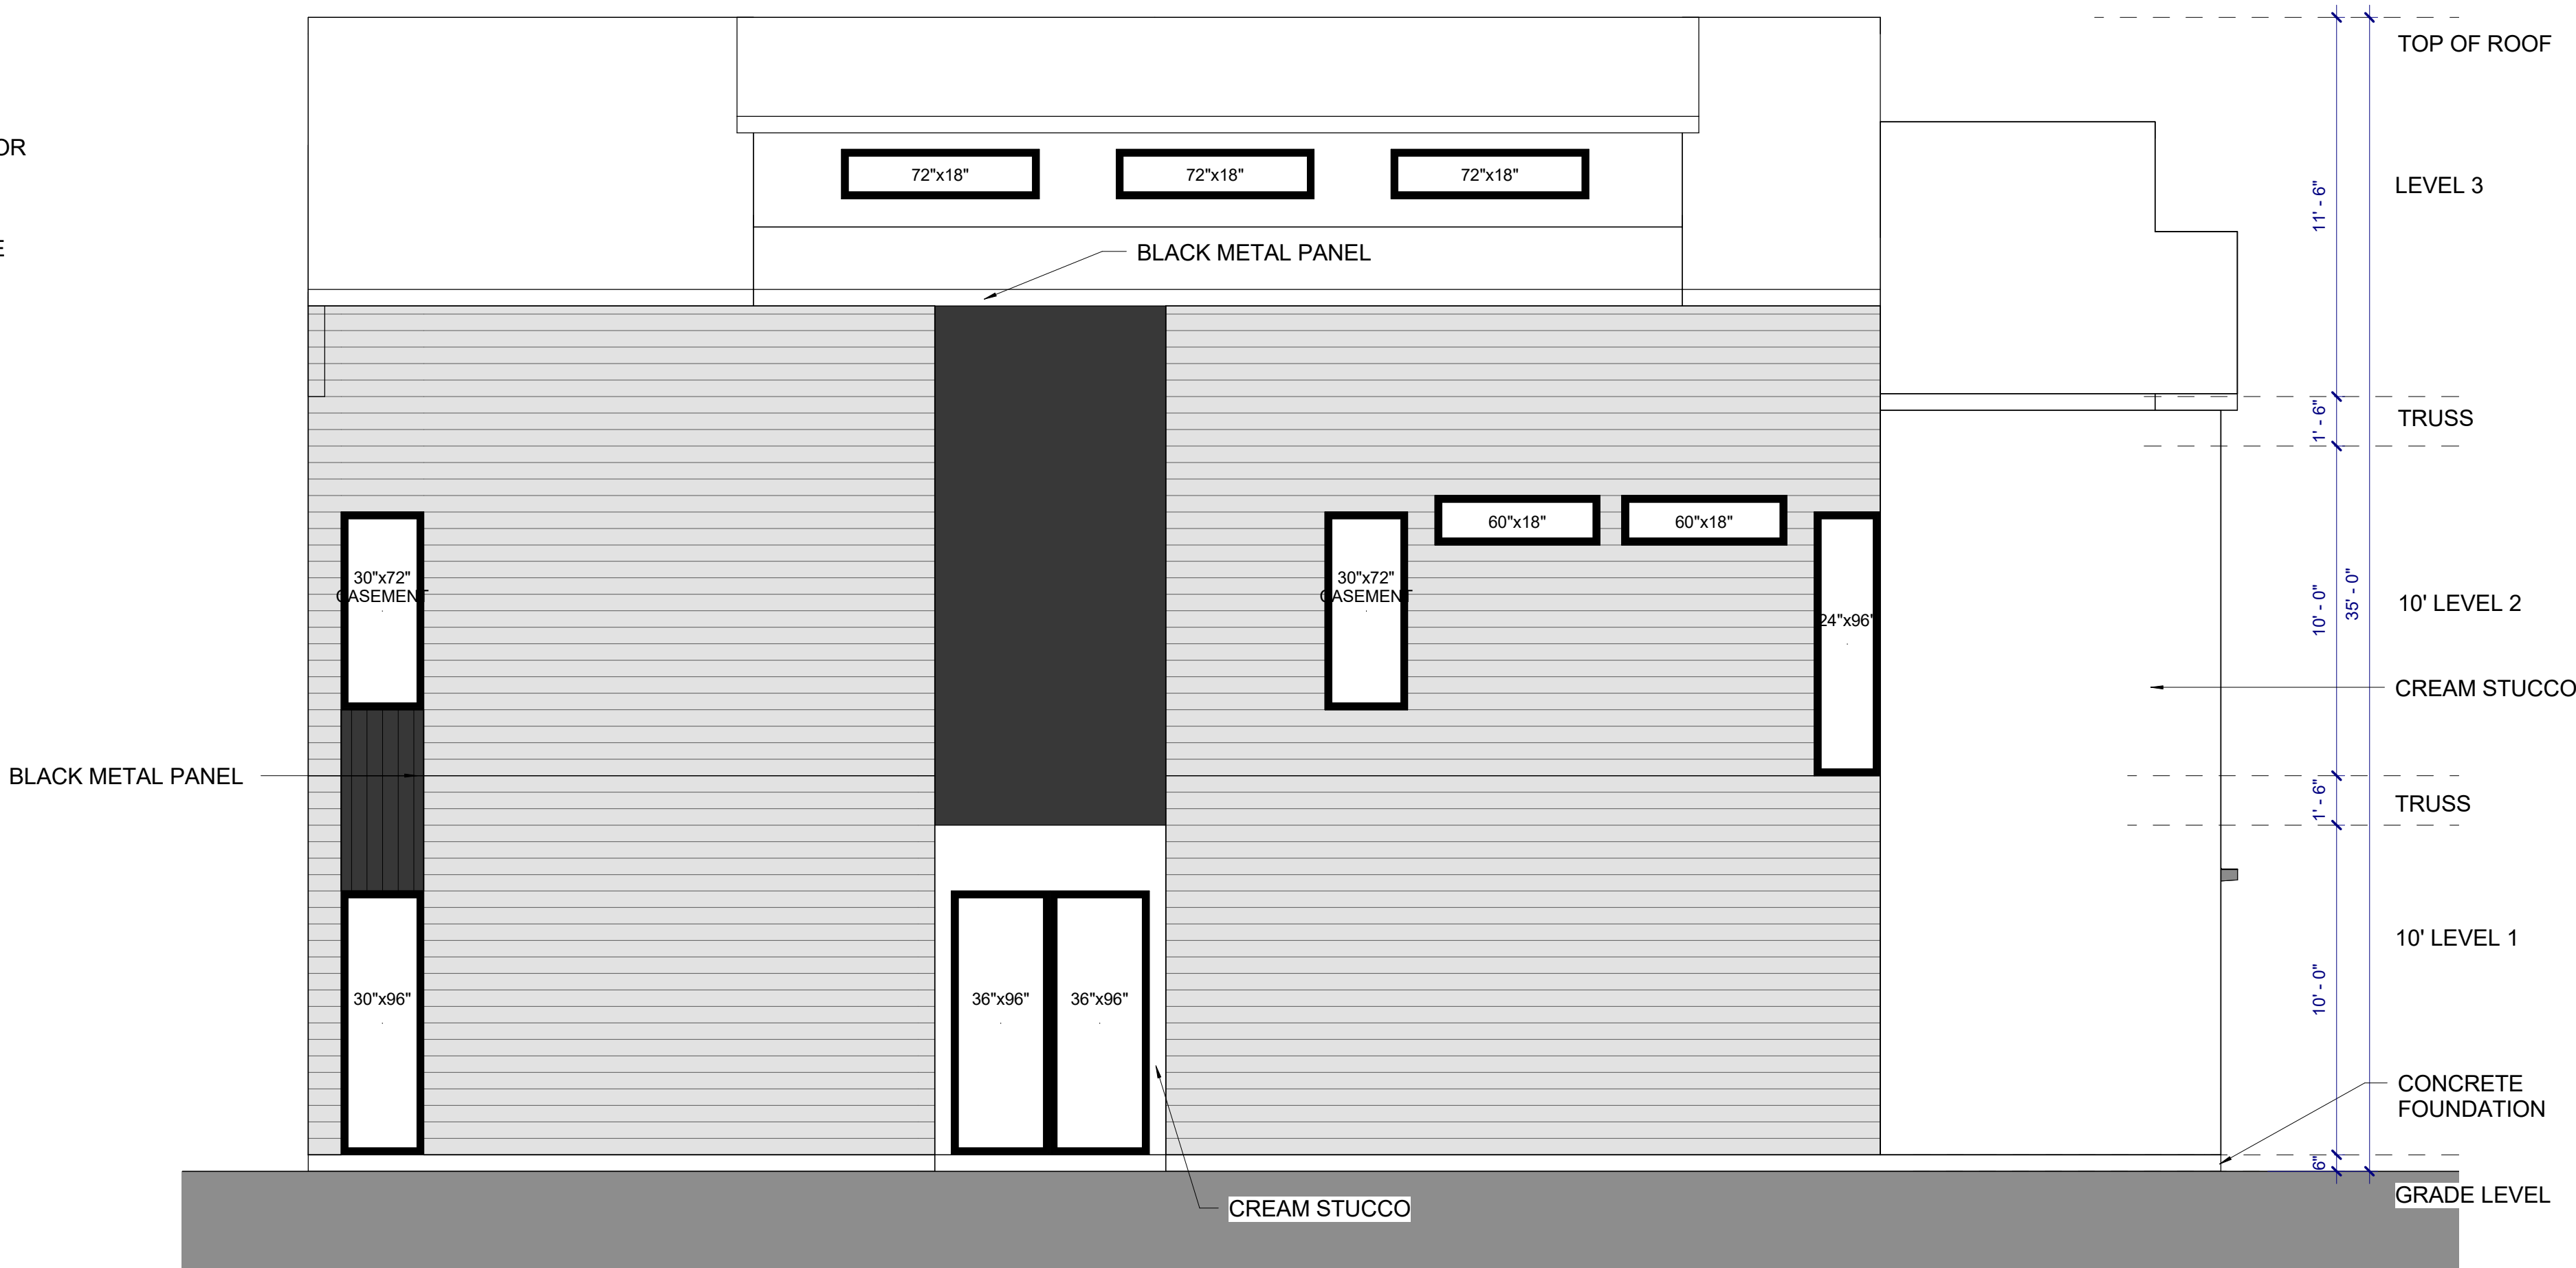 TOP OF ROOF
OR
72"x18"
72"x18"
72"x18"
LEVEL 3
11' - 6"
E
BLACK METAL PANEL
1' - 6"
TRUSS
60"x18"
60"x18"
30"x72"
CASEMENT
30"x72"
CASEMENT
24"x96"
10' - 0"
35' - 0"
10' LEVEL 2
CREAM STUCCO
BLACK METAL PANEL
1' - 6"
TRUSS
10' LEVEL 1
30"x96"
36"x96"
36"x96"
10' - 0"
CONCRETE
FOUNDATION
6"
GRADE LEVEL
CREAM STUCCO